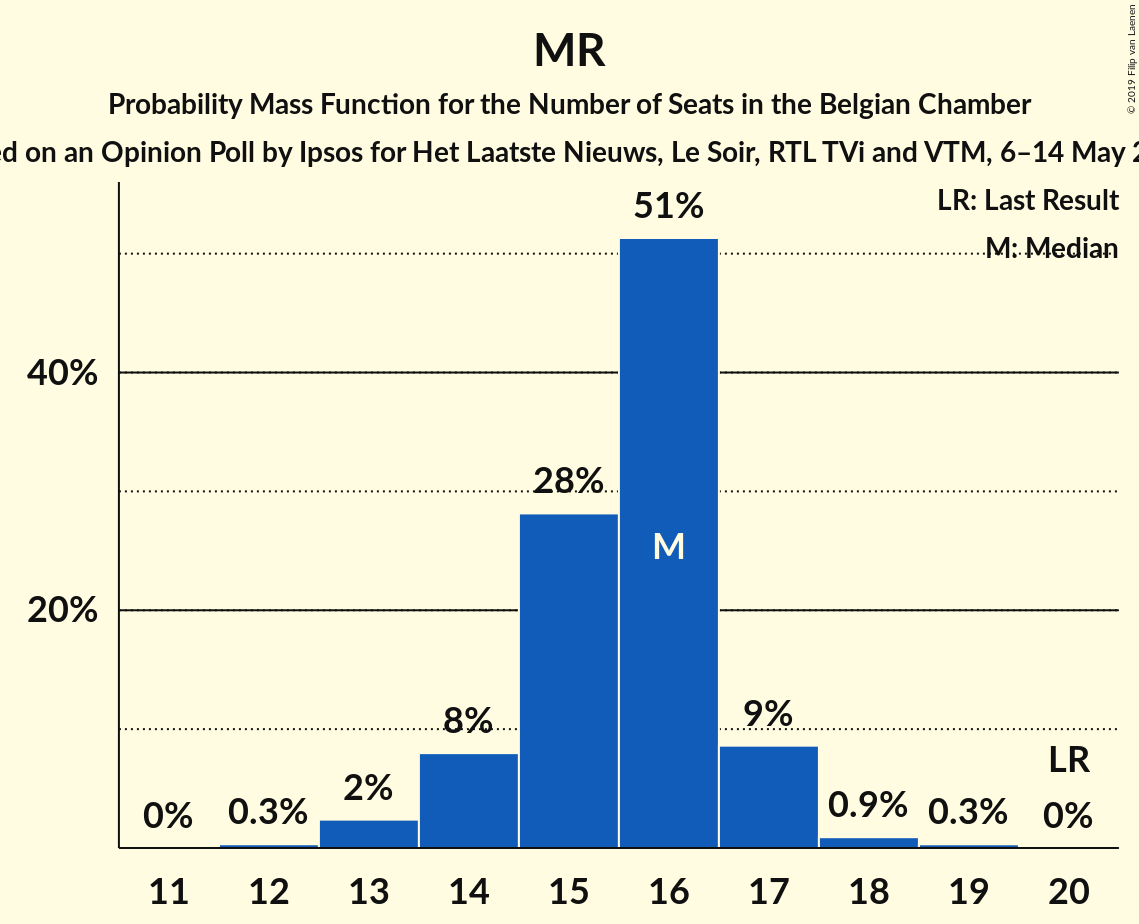 MR
Probability Mass Function for the Number of Seats in the Belgian Chamber
on an Opinion Poll by Ipsos for Het Laatste Nieuws, Le Soir, RTL TVi and VTM, 6–14 May
© 2019 Filip van Laenen
LR: Last Result
M: Median
51%
40%
28%
M
20%
8%
9%
LR
0%
0.3%
2%
0.9%
0.3%
0%
11 12 13 14 15 16 17 18 19 20